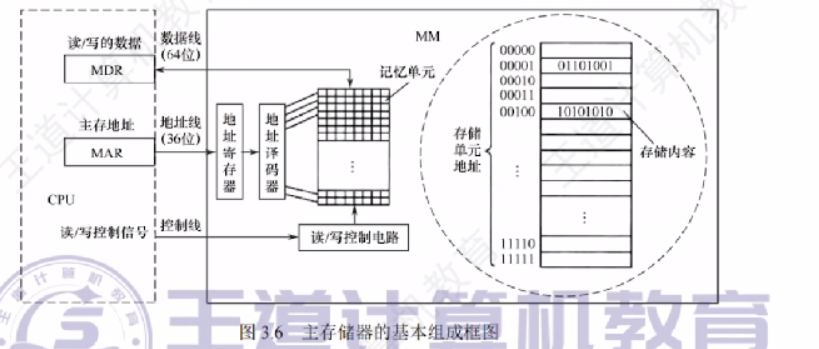 读/写的数据
数据线
(64位)
MDR
MM
记忆单元
主存地址
地址线
(36位)
MAR
地址寄存器
地址译码器
⋮
CPU
读/写控制信号
控制线
读/写控制电路
存储单元地址
00000
00001 01101001
00010
00011
00100 10101010
存储内容
⋮
⋮
11110
11111
图 3.6 主存储器的基本组成框图
王道计算机教育